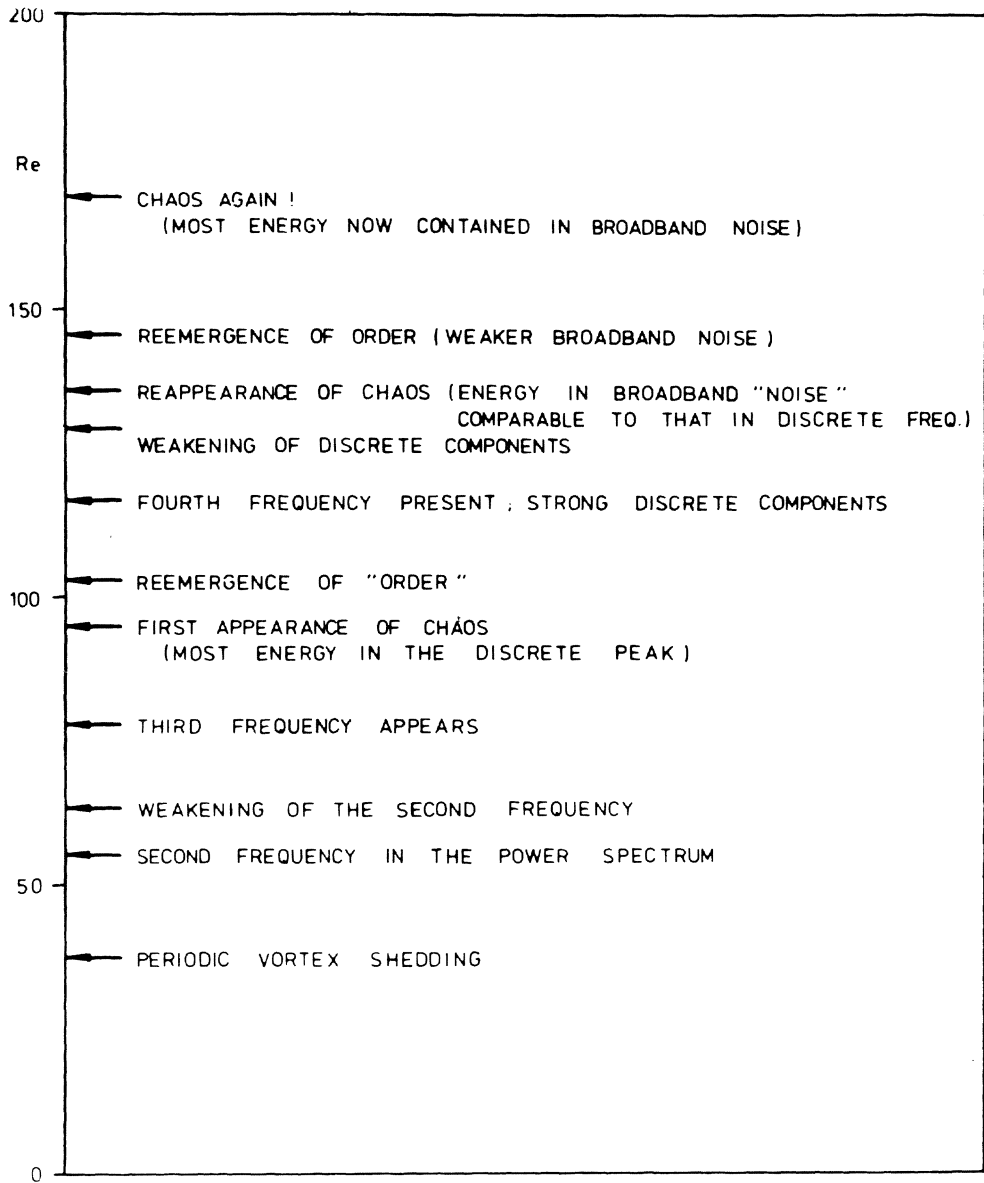 200
Re
CHAOS AGAIN !
(MOST ENERGY NOW CONTAINED IN BROADBAND NOISE)
150
REEMERGENCE OF ORDER (WEAKER BROADBAND NOISE)
REAPPEARANCE OF CHAOS (ENERGY IN BROADBAND "NOISE"
COMPARABLE TO THAT IN DISCRETE FREQ.)
WEAKENING OF DISCRETE COMPONENTS
FOURTH FREQUENCY PRESENT ; STRONG DISCRETE COMPONENTS
REEMERGENCE OF "ORDER"
100
FIRST APPEARANCE OF CHAOS
(MOST ENERGY IN THE DISCRETE PEAK)
THIRD FREQUENCY APPEARS
WEAKENING OF THE SECOND FREQUENCY
SECOND FREQUENCY IN THE POWER SPECTRUM
50
PERIODIC VORTEX SHEDDING
0